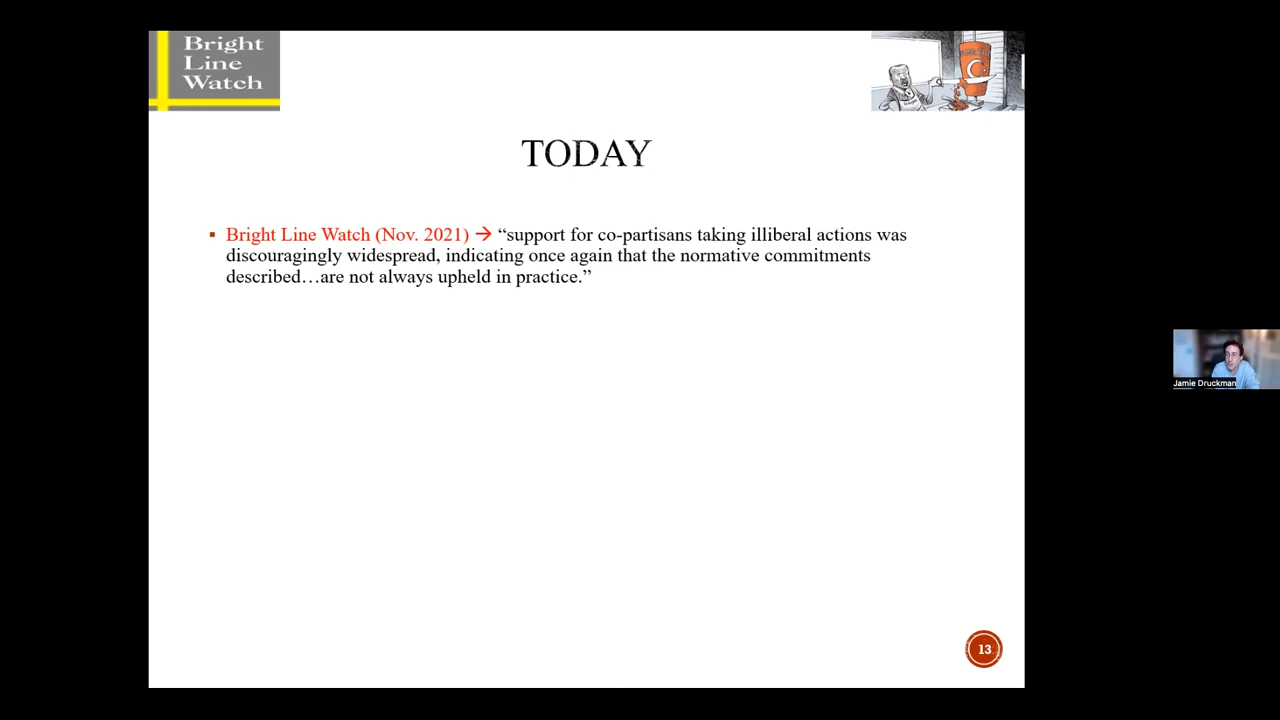 Bright
Line
Watch
TODAY
▪ Bright Line Watch (Nov. 2021) → “support for co-partisans taking illiberal actions was
discouragingly widespread, indicating once again that the normative commitments
described…are not always upheld in practice.”
Jamie Druckman
13